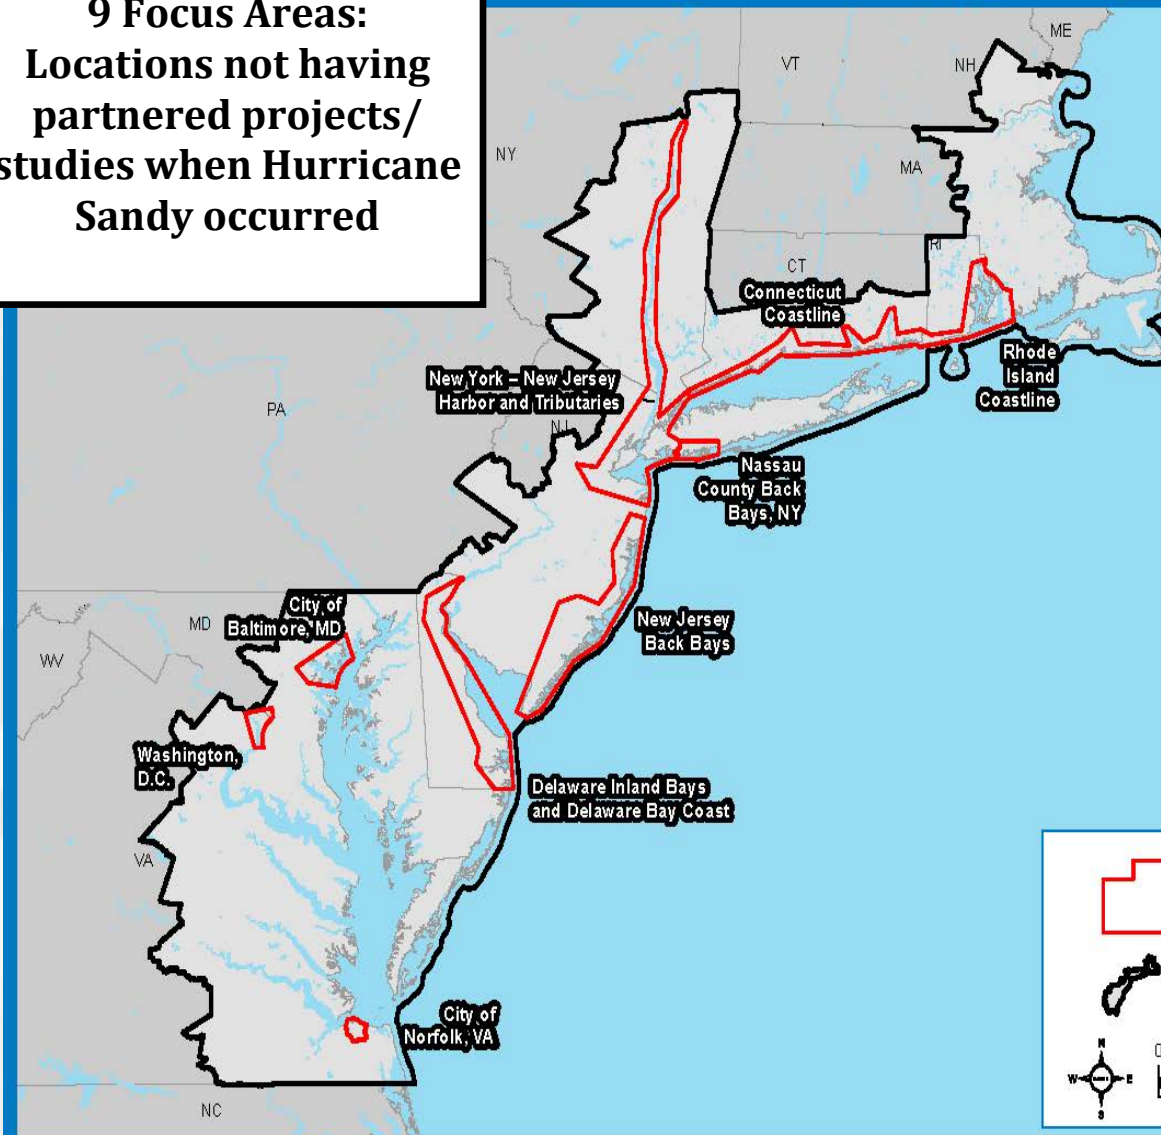 9 Focus Areas:
Locations not having
partnered projects/
studies when Hurricane
Sandy occurred
ME
VT
NH
NY
MA
RI
CT
Connecticut
Coastline
Rhode
Island
Coastline
New York – New Jersey
Harbor and Tributaries
PA
NJ
Nassau
County Back
Bays, NY
City of
Baltimore, MD
MD
New Jersey
Back Bays
WV
Washington,
D.C.
Delaware Inland Bays
and Delaware Bay Coast
VA
City of
Norfolk, VA
NC
N
W
E
S
0